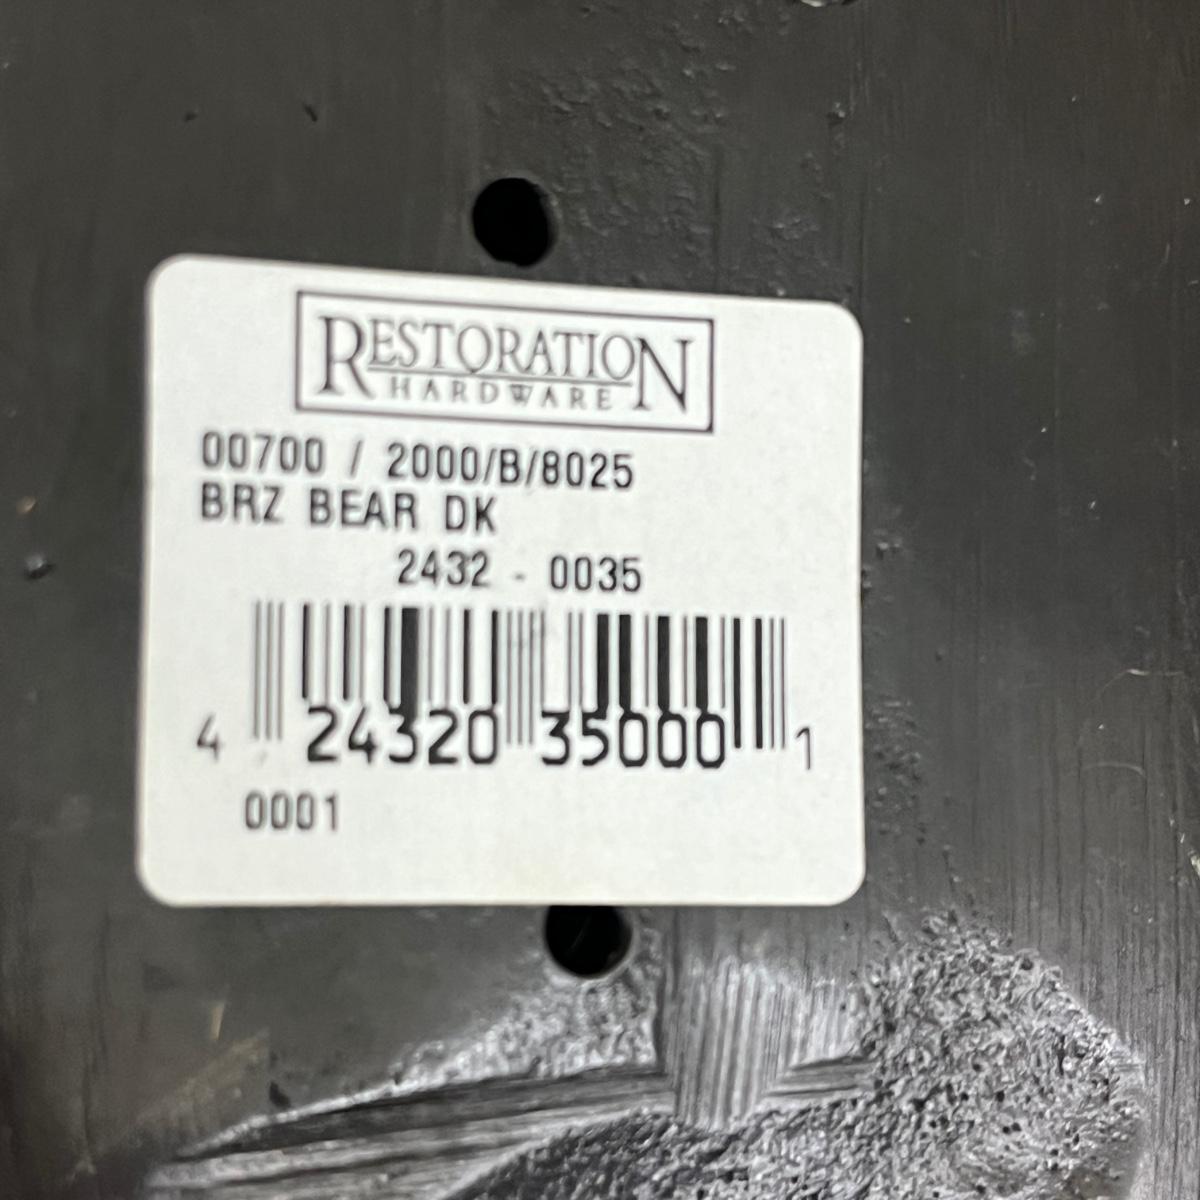 RESTORATION
HARDWARE
00700 / 2000/B/8025
BRZ BEAR DK
2432 - 0035
4 24320 35000 1
0001